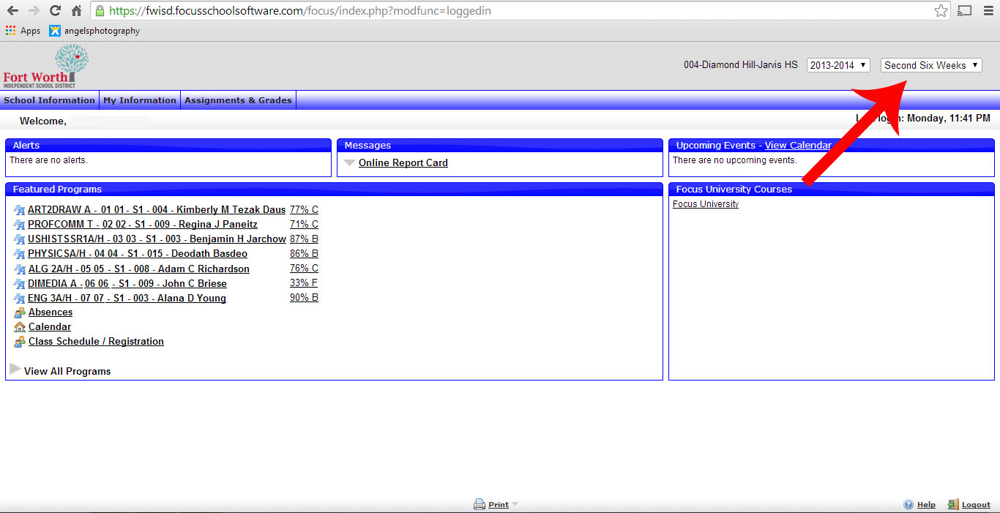 https://fwisd.focusschoolsoftware.com/focus/index.php?modfunc=loggedin
Apps angelsphotography
Fort Worth
INDEPENDENT SCHOOL DISTRICT
004-Diamond Hill-Jarvis HS 2013-2014 Second Six Weeks
School Information My Information Assignments & Grades
Welcome,
login: Monday, 11:41 PM
Alerts
There are no alerts.
Messages
Online Report Card
Upcoming Events - View Calendar
There are no upcoming events.
Featured Programs
ART2DRAW A - 01 01- S1 - 004 - Kimberly M Tezak Daus 77% C
PROFCOMM T - 02 02 - S1 - 009 - Regina J Paneitz 71% C
USHISTSSR1A/H - 03 03 - S1 - 003 - Benjamin H Jarchow 87% B
PHYSICSA/H - 04 04 - S1 - 015 - Deodath Basdeo 86% B
ALG 2A/H - 05 05 - S1 - 008 - Adam C Richardson 76% C
DIMEDIA A - 06 06 - S1 - 009 - John C Briese 33% F
ENG 3A/H - 07 07 - S1 - 003 - Alana D Young 90% B
Absences
Calendar
Class Schedule / Registration
View All Programs
Focus University Courses
Focus University
Print
Help Logout